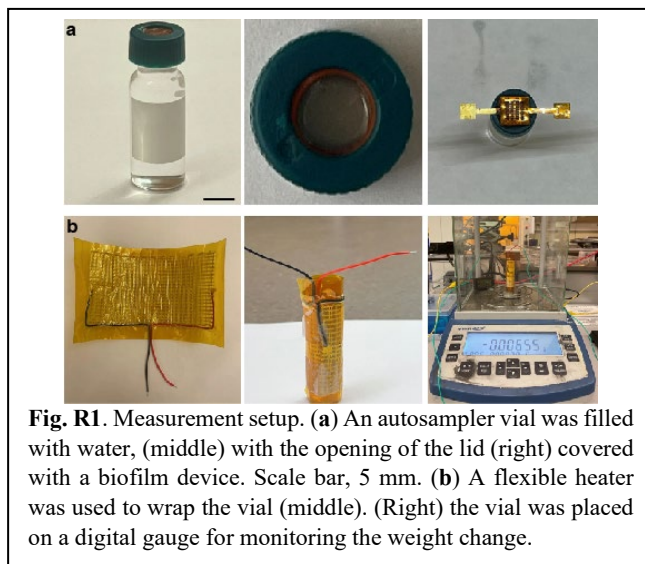 a
b
-0.00655
Fig. R1. Measurement setup. (a) An autosampler vial was filled
with water, (middle) with the opening of the lid (right) covered
with a biofilm device. Scale bar, 5 mm. (b) A flexible heater
was used to wrap the vial (middle). (Right) the vial was placed
on a digital gauge for monitoring the weight change.